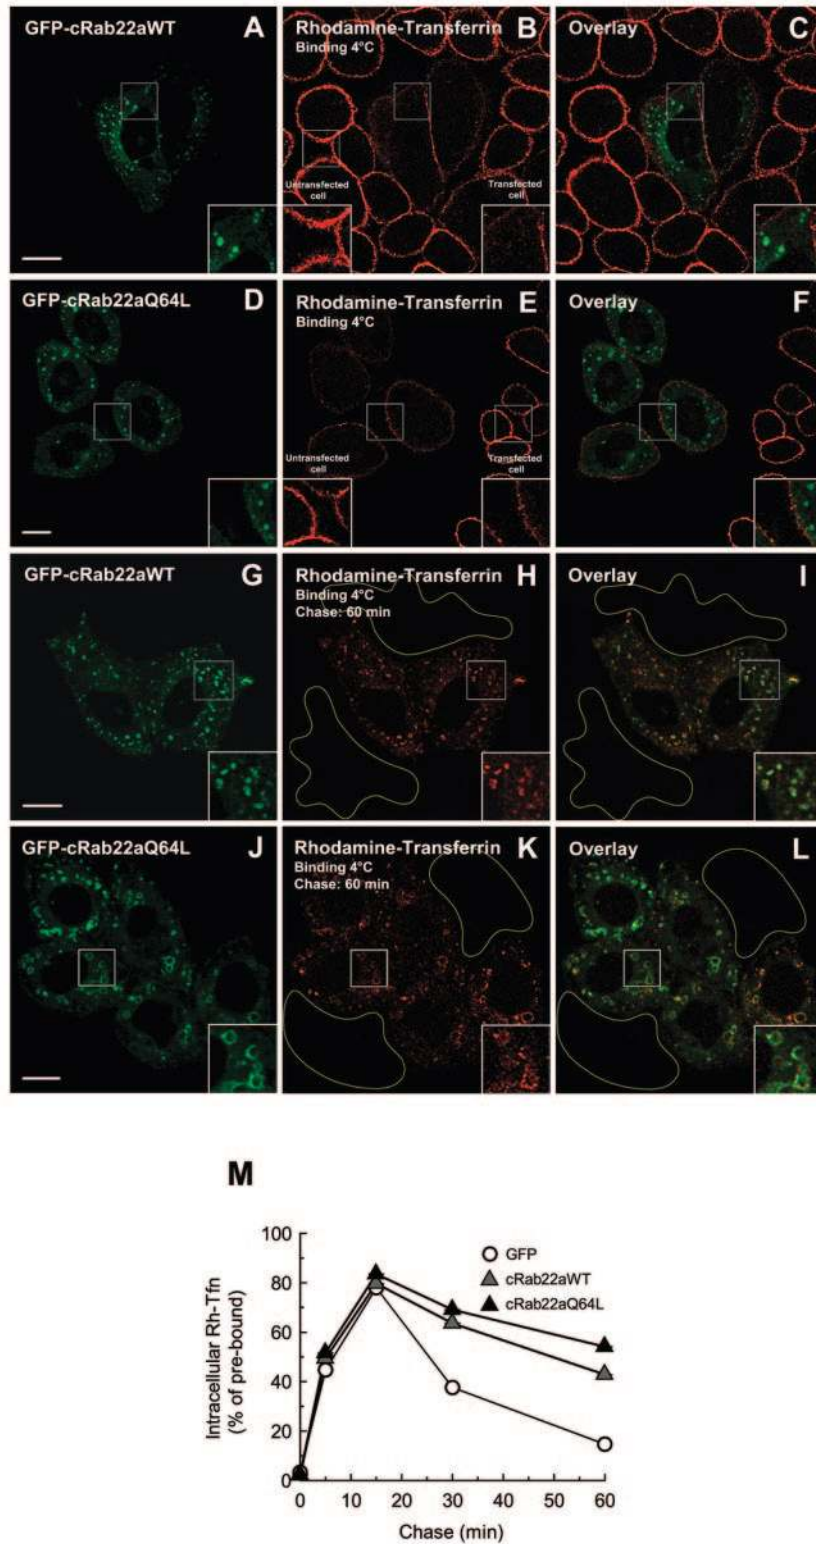 GFP-cRab22aWT A
Rhodamine-Transferrin B
Binding 4°C
Untransfected
cell
Transfected
cell
Overlay C
GFP-cRab22aQ64L D
Rhodamine-Transferrin E
Binding 4°C
Untransfected
cell
Transfected
cell
Overlay F
GFP-cRab22aWT G
Rhodamine-Transferrin H
Binding 4°C
Chase: 60 min
Overlay I
GFP-cRab22aQ64L J
Rhodamine-Transferrin K
Binding 4°C
Chase: 60 min
Overlay L
M
Intracellular Rh-Tfn
(% of pre-bound)
100
80
60
40
20
0
GFP
cRab22aWT
cRab22aQ64L
0 10 20 30 40 50 60
Chase (min)